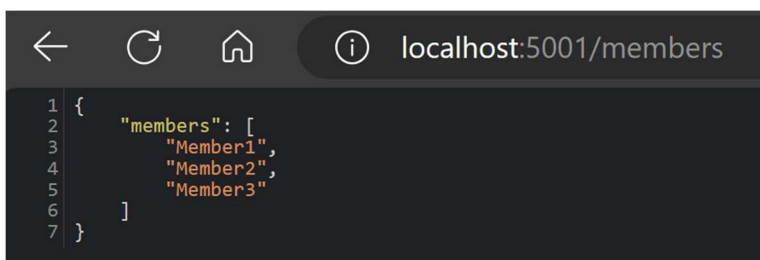 localhost:5001/members
1 {
2 "members": [
3 "Member1",
4 "Member2",
5 "Member3"
6 ]
7 }